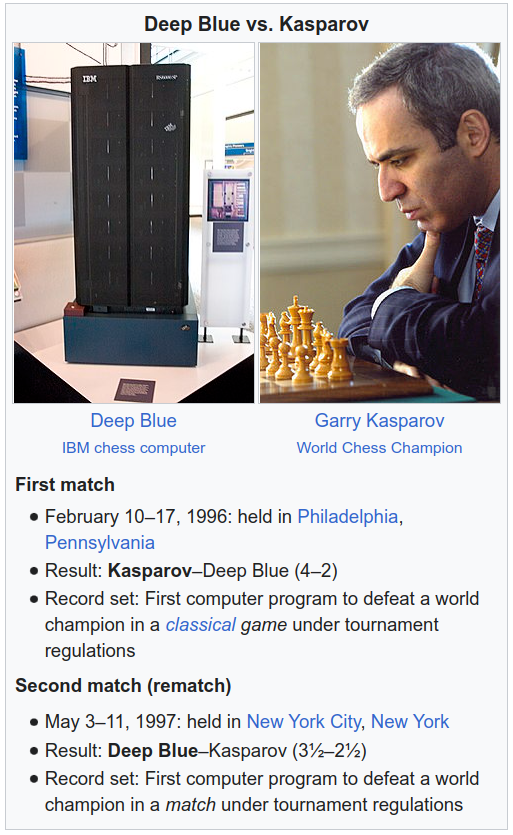 Deep Blue vs. Kasparov
IBM
Deep Blue
IBM chess computer
Garry Kasparov
World Chess Champion
First match
• February 10–17, 1996: held in Philadelphia,
Pennsylvania
• Result: Kasparov–Deep Blue (4–2)
• Record set: First computer program to defeat a world
champion in a classical game under tournament
regulations
Second match (rematch)
• May 3–11, 1997: held in New York City, New York
• Result: Deep Blue–Kasparov (3½–2½)
• Record set: First computer program to defeat a world
champion in a match under tournament regulations